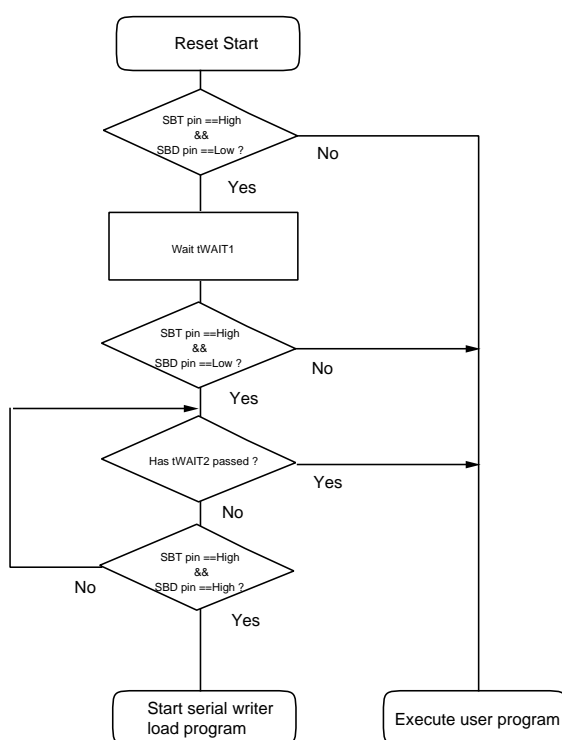 Reset Start
SBT pin ==High
&&
SBD pin ==Low ?
No
Yes
Wait tWAIT1
SBT pin ==High
&&
SBD pin ==Low ?
No
Yes
Has tWAIT2 passed ?
Yes
No
SBT pin ==High
&&
SBD pin ==High ?
No
Yes
Start serial writer
load program
Execute user program